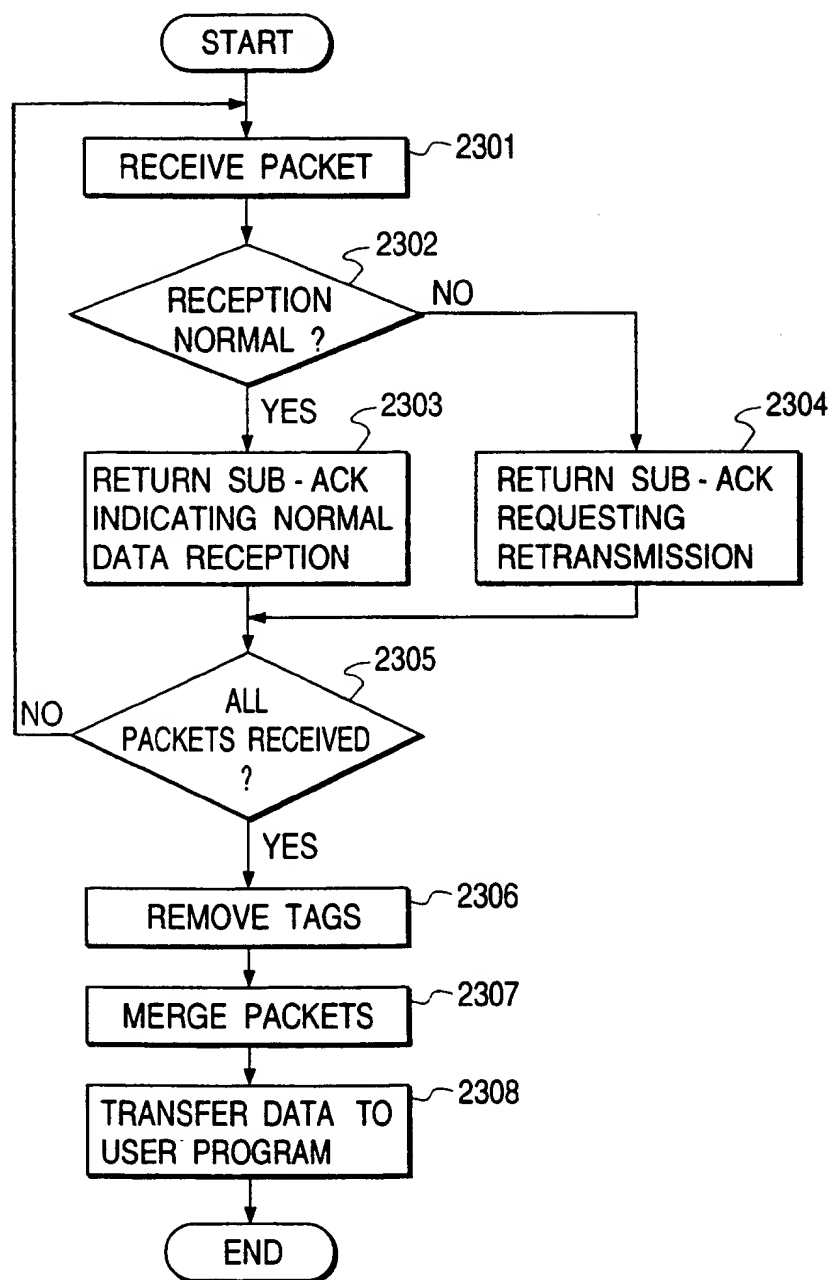 START
RECEIVE PACKET
2301
2302
RECEPTION
NORMAL ?
NO
YES
2303
RETURN SUB-ACK
INDICATING NORMAL
DATA RECEPTION
2304
RETURN SUB-ACK
REQUESTING
RETRANSMISSION
2305
ALL
PACKETS RECEIVED
?
NO
YES
REMOVE TAGS
2306
MERGE PACKETS
2307
TRANSFER DATA TO
USER PROGRAM
2308
END